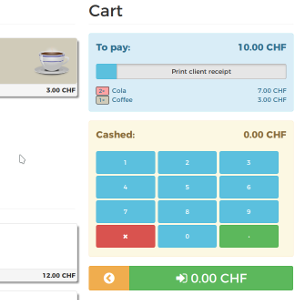 Cart
To pay: 10.00 CHF
Print client receipt
2× Cola 7.00 CHF
1× Coffee 3.00 CHF
3.00 CHF
Cashed: 0.00 CHF
1 2 3
4 5 6
7 8 9
✖ 0 .
12.00 CHF
0.00 CHF